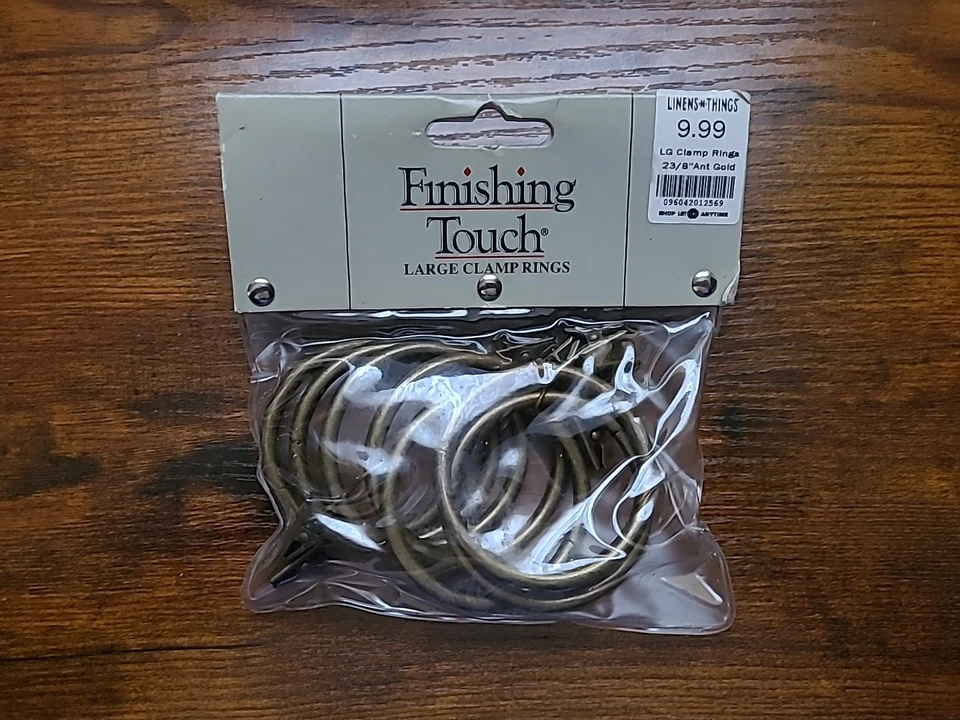 Finishing
Touch®
LARGE CLAMP RINGS
LINENS•N•THINGS
9.99
LG Clamp Rings
23/8"Ant Gold
096042012569
SHOP ANYTIME